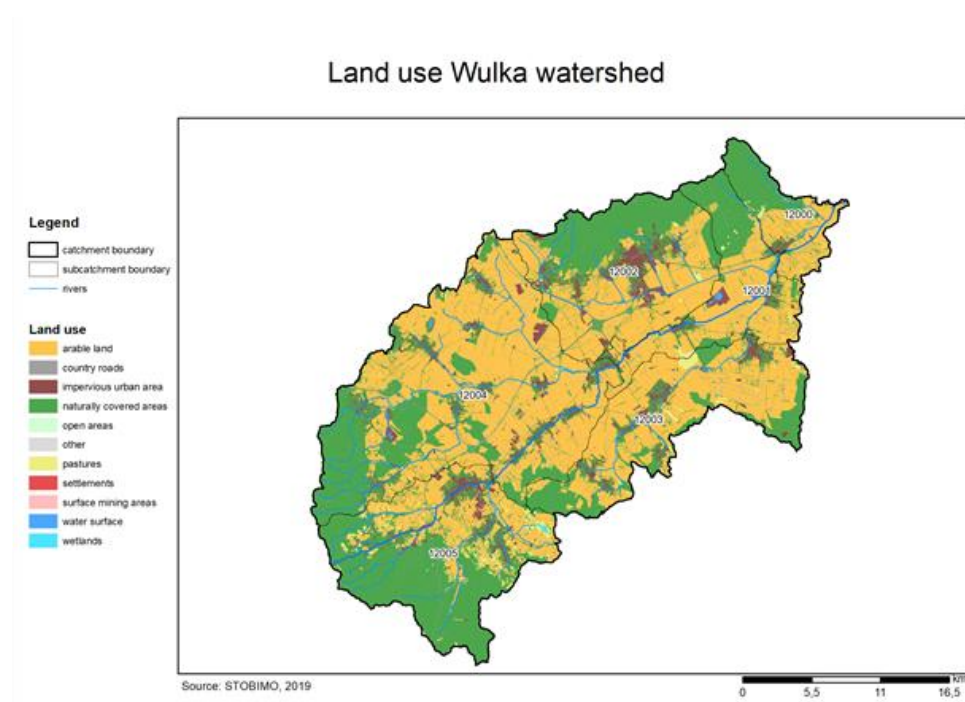 Land use Wulka watershed
Legend
catchment boundary
subcatchment boundary
rivers
Land use
arable land
country roads
impervious urban area
naturally covered areas
open areas
other
pastures
settlements
surface mining areas
water surface
wetlands
12000
12002
12001
12004
12003
12005
Source: STOBIMO, 2019
km
0 5,5 11 16,5